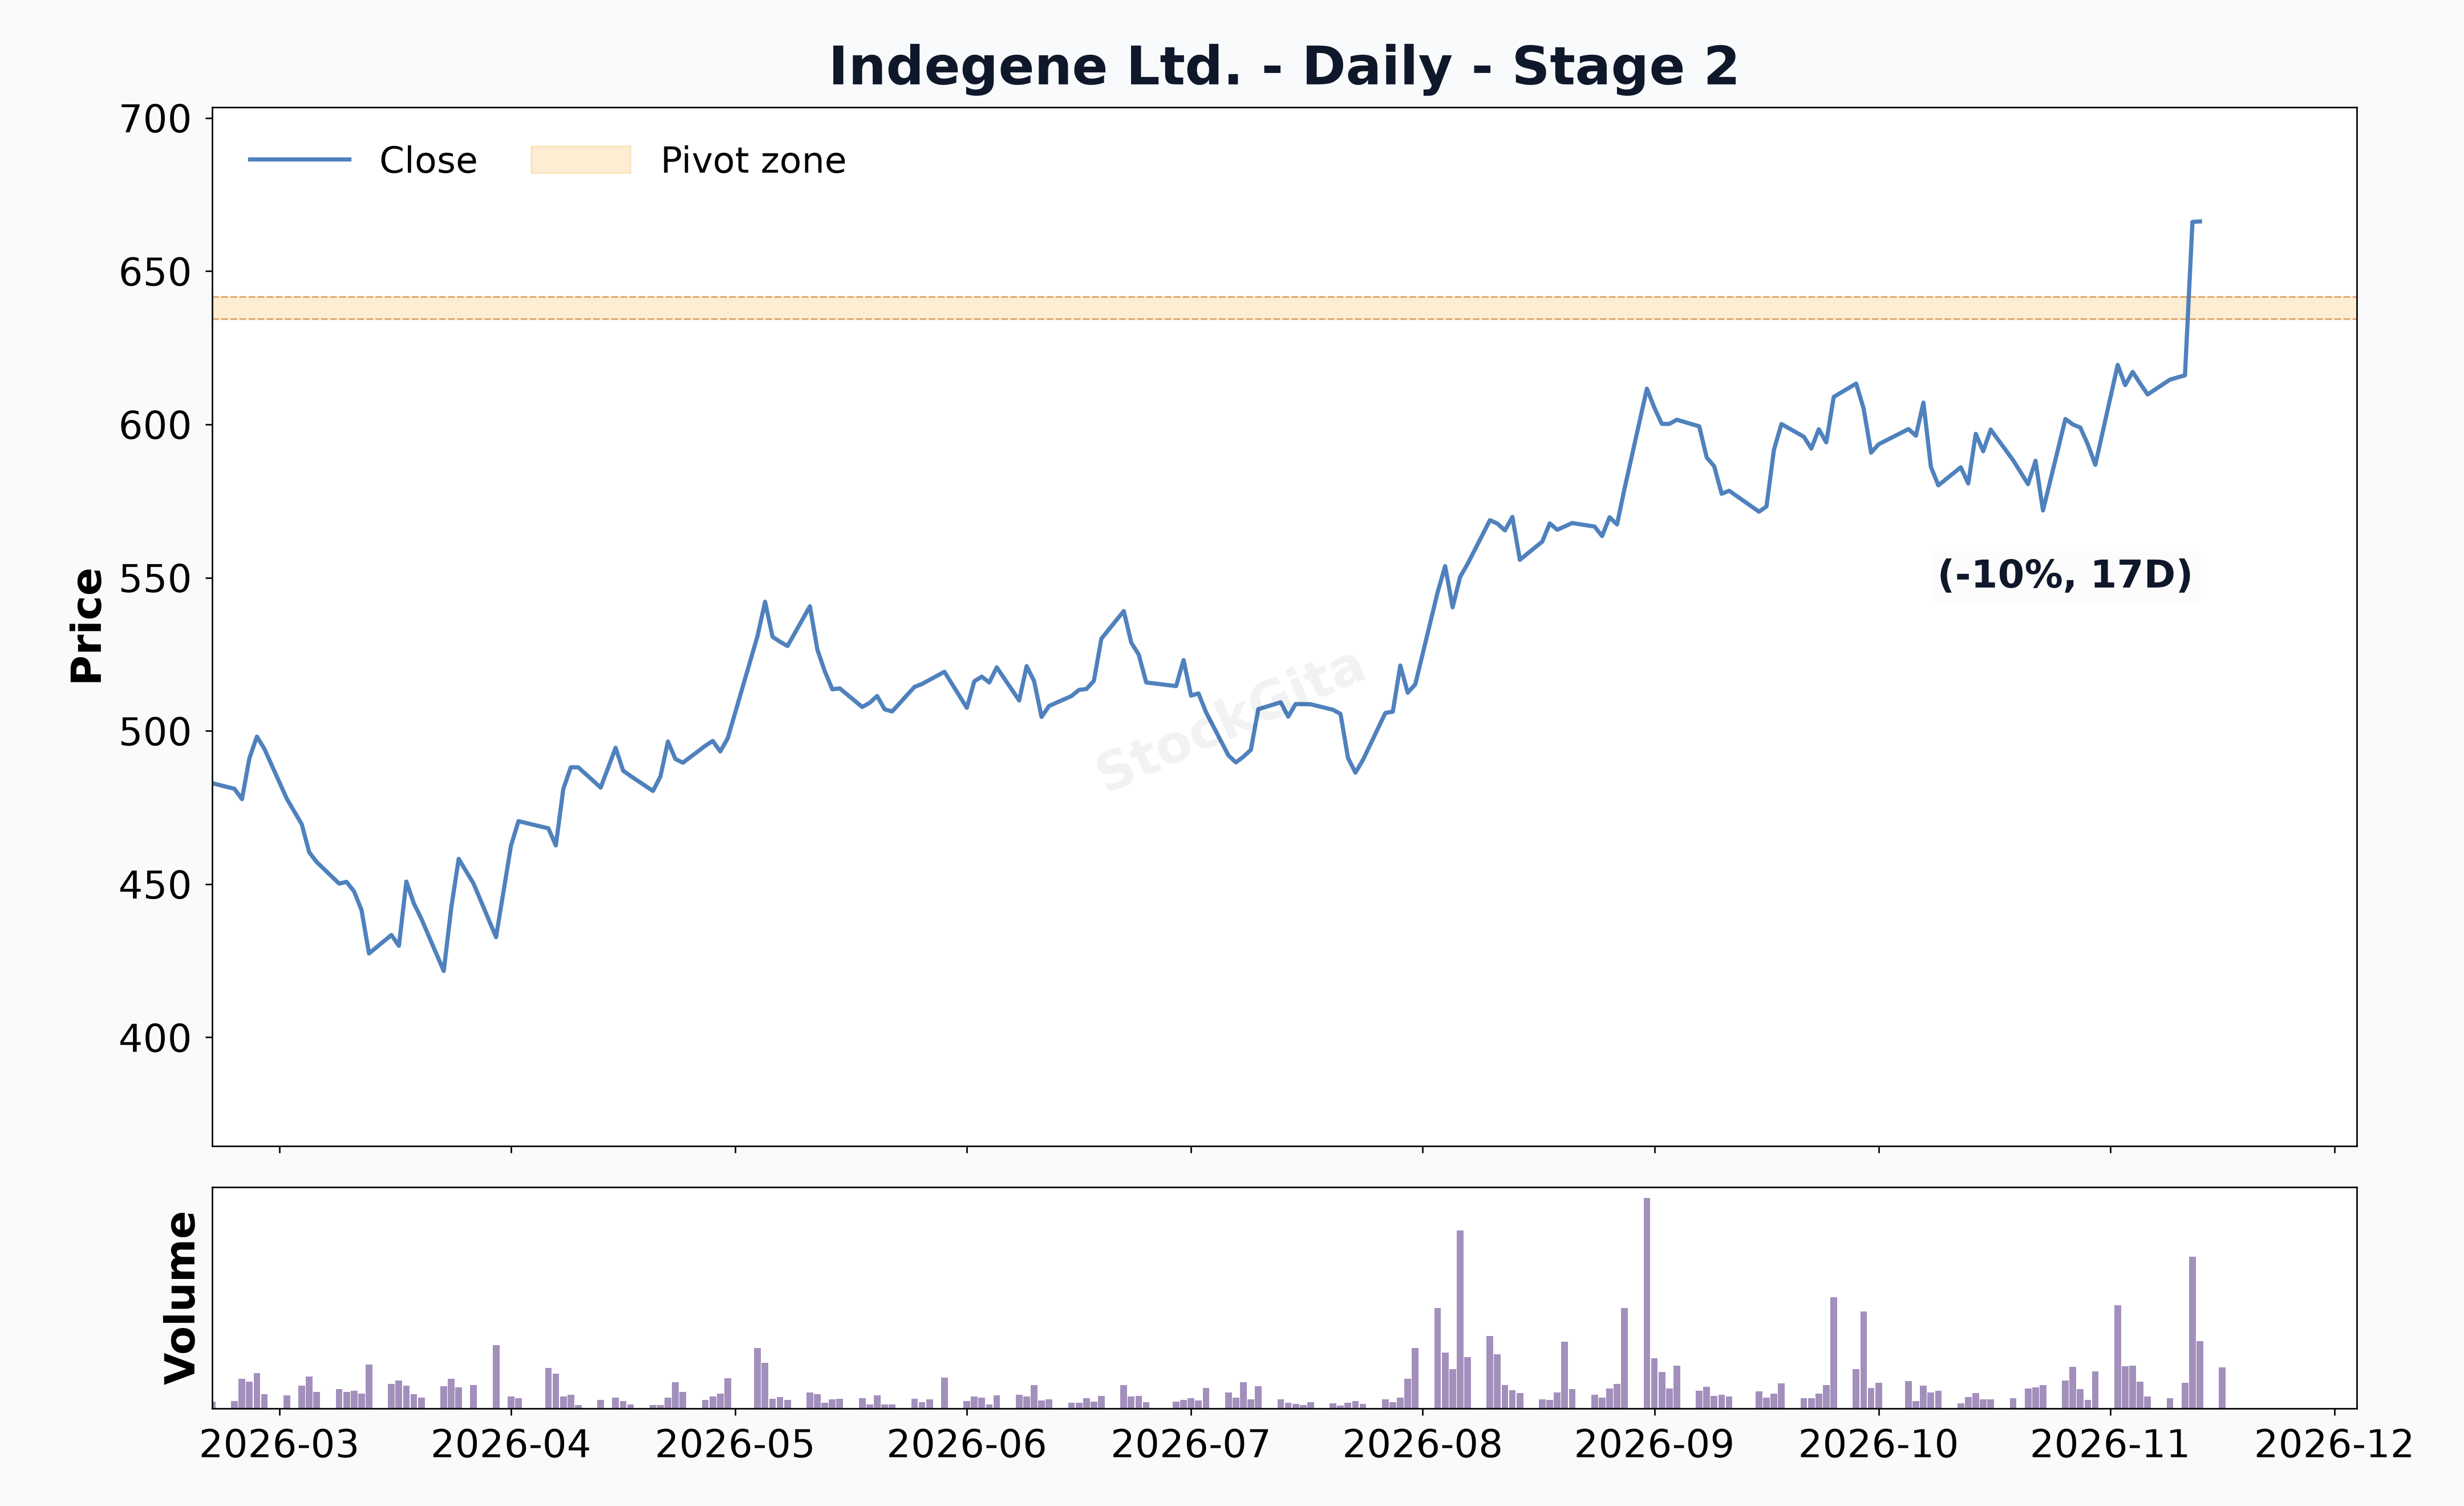 Indegene Ltd. - Daily - Stage 2
Close
Pivot zone
Price
700
650
600
550
500
450
400
(-10%, 17D)
StockGita
Volume
2026-03
2026-04
2026-05
2026-06
2026-07
2026-08
2026-09
2026-10
2026-11
2026-12